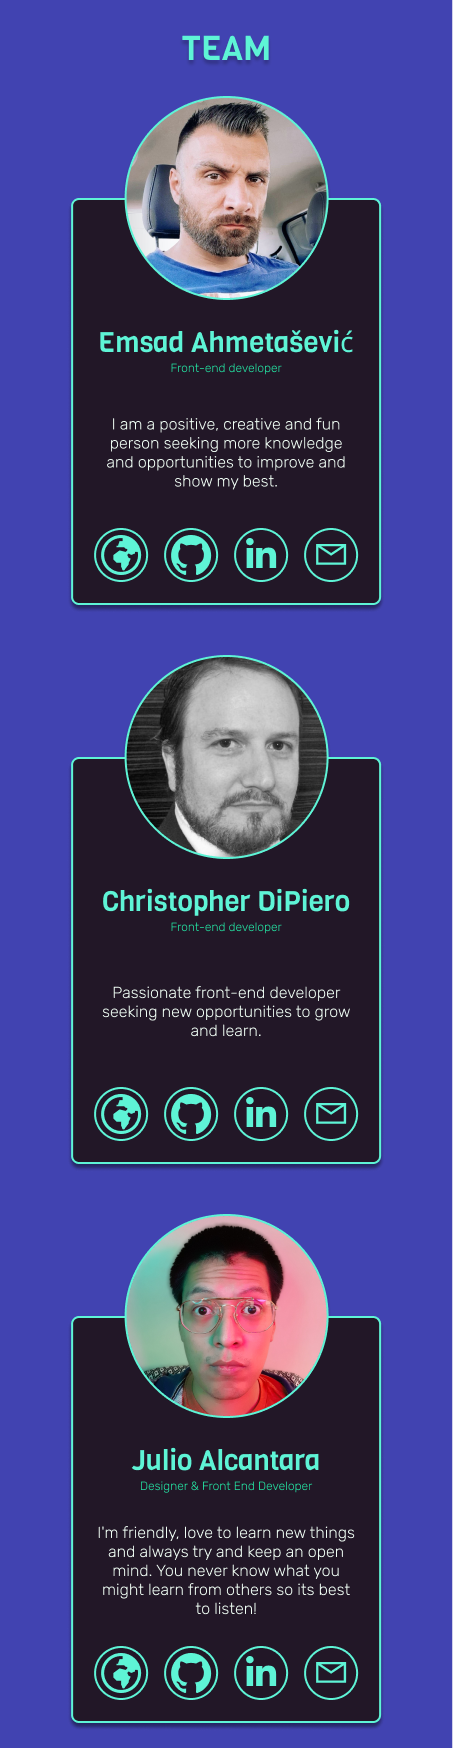 TEAM
Emsad Ahmetašević
Front-end developer
I am a positive, creative and fun
person seeking more knowledge
and opportunities to improve and
show my best.
in
Christopher DiPiero
Front-end developer
Passionate front-end developer
seeking new opportunities to grow
and learn.
in
Julio Alcantara
Designer & Front End Developer
I'm friendly, love to learn new things
and always try and keep an open
mind. You never know what you
might learn from others so its best
to listen!
in